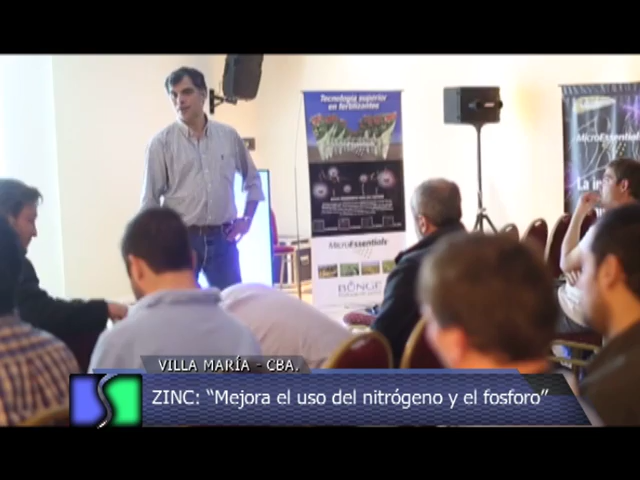 Tecnología superior
en fertilizantes
MicroEssentials
BUNGE
MicroEssentials
La in
VILLA MARÍA - CBA.
ZINC: “Mejora el uso del nitrógeno y el fosforo”
S